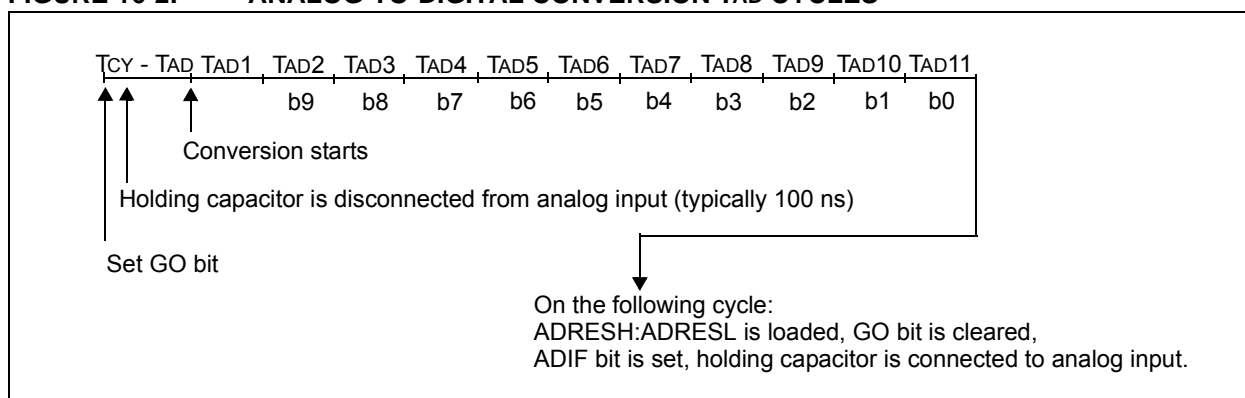 FIGURE 16-2: ANALOG-TO-DIGITAL CONVERSION TAD CYCLES
TCY - TAD TAD1 TAD2 TAD3 TAD4 TAD5 TAD6 TAD7 TAD8 TAD9 TAD10 TAD11
b9 b8 b7 b6 b5 b4 b3 b2 b1 b0
Conversion starts
Holding capacitor is disconnected from analog input (typically 100 ns)
Set GO bit
On the following cycle:
ADRESH:ADRESL is loaded, GO bit is cleared,
ADIF bit is set, holding capacitor is connected to analog input.